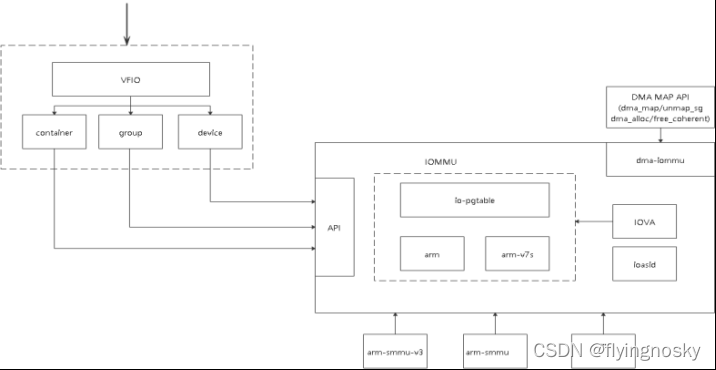 VFIO
container
group
device
DMA MAP API
(dma_map/unmap_sg
dma_alloc/free_coherent)
IOMMU
dma-iommu
API
io-pgtable
arm
arm-v7s
IOVA
ioasid
arm-smmu-v3
arm-smmu
CSDN @flyingnosky